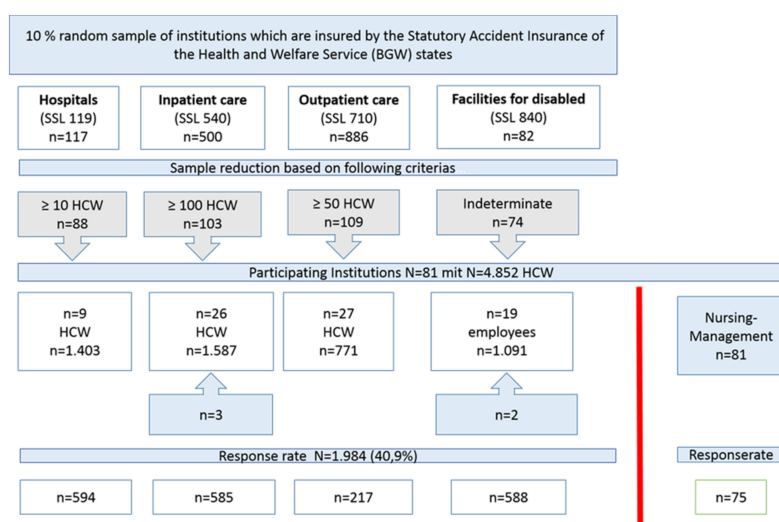 10 % random sample of institutions which are insured by the Statutory Accident Insurance of
the Health and Welfare Service (BGW) states
Hospitals
(SSL 119)
n=117
Inpatient care
(SSL 540)
n=500
Outpatient care
(SSL 710)
n=886
Facilities for disabled
(SSL 840)
n=82
Sample reduction based on following criterias
≥ 10 HCW
n=88
≥ 100 HCW
n=103
≥ 50 HCW
n=109
Indeterminate
n=74
Participating Institutions N=81 mit N=4.852 HCW
n=9
HCW
n=1.403
n=26
HCW
n=1.587
n=27
HCW
n=771
n=19
employees
n=1.091
Nursing-
Management
n=81
n=3
n=2
Response rate N=1.984 (40,9%)
Responserate
n=594
n=585
n=217
n=588
n=75